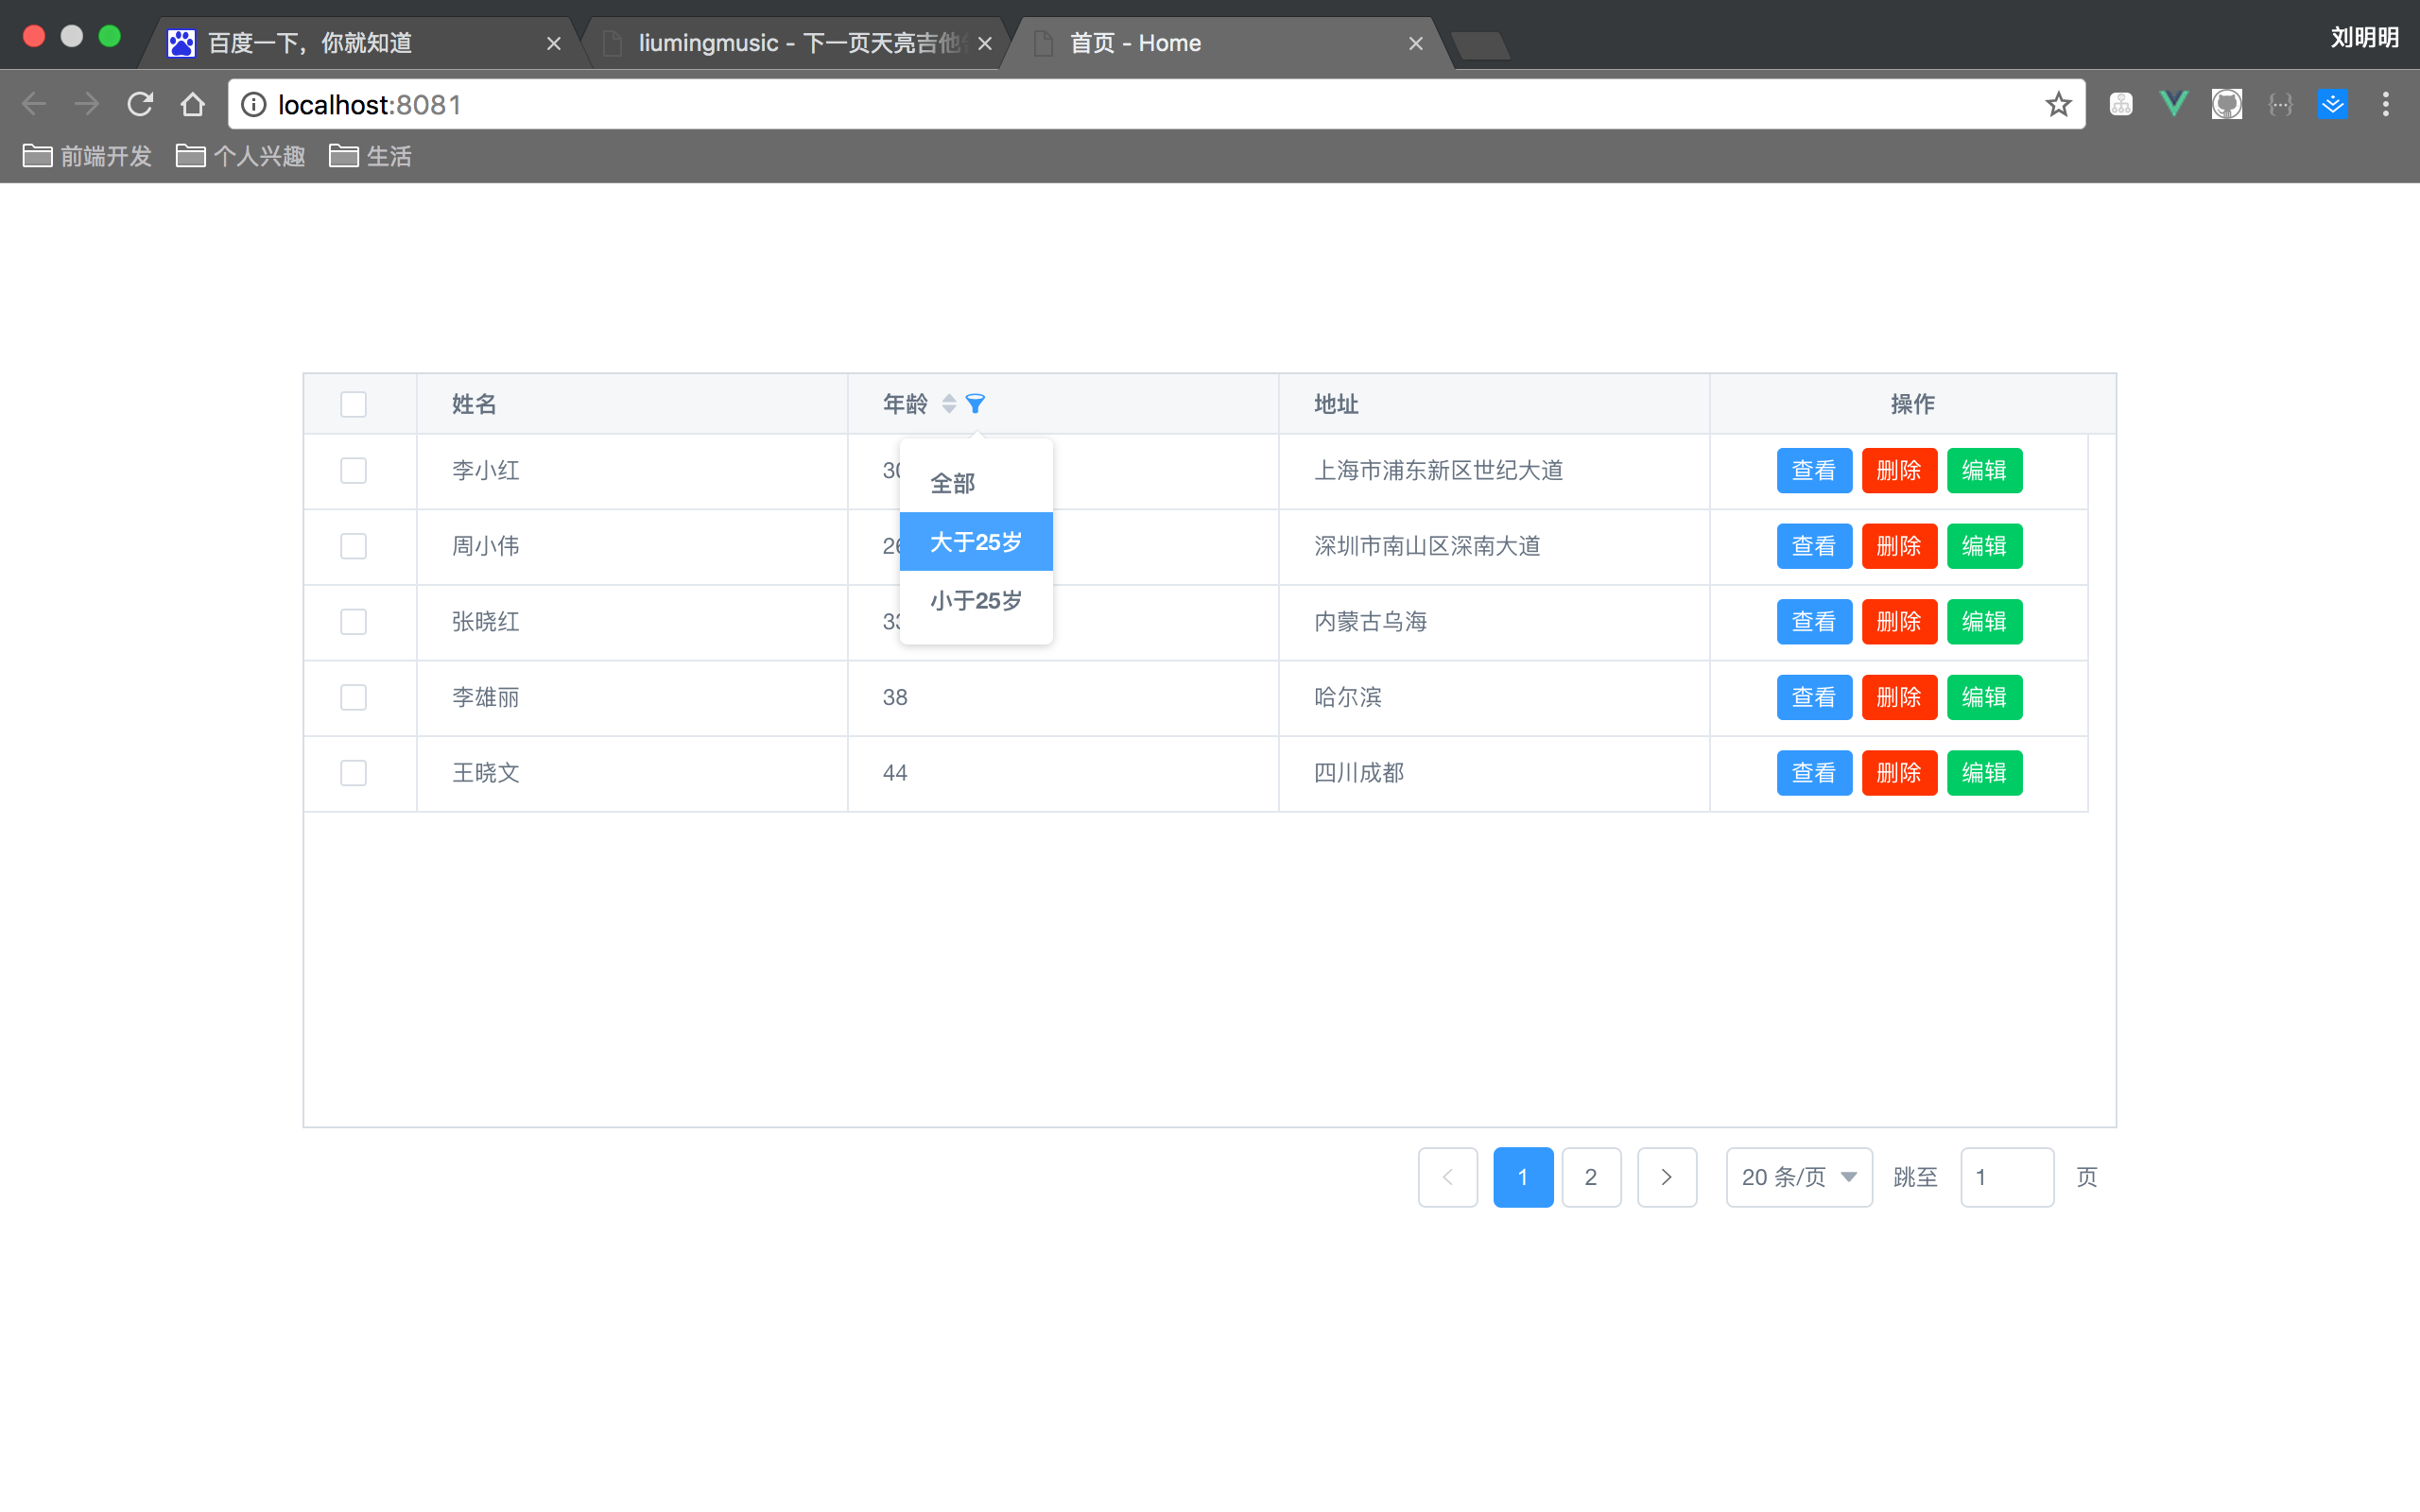 百度一下，你就知道
liumingmusic - 下一页天亮吉他
首页 - Home
刘明明
localhost:8081
前端开发 个人兴趣 生活
姓名 年龄 地址 操作
李小红 30 上海市浦东新区世纪大道 查看 删除 编辑
全部
周小伟 26 深圳市南山区深南大道 查看 删除 编辑
大于25岁
小于25岁
张晓红 33 内蒙古乌海 查看 删除 编辑
李雄丽 38 哈尔滨 查看 删除 编辑
王晓文 44 四川成都 查看 删除 编辑
1 2 20 条/页 跳至 1 页